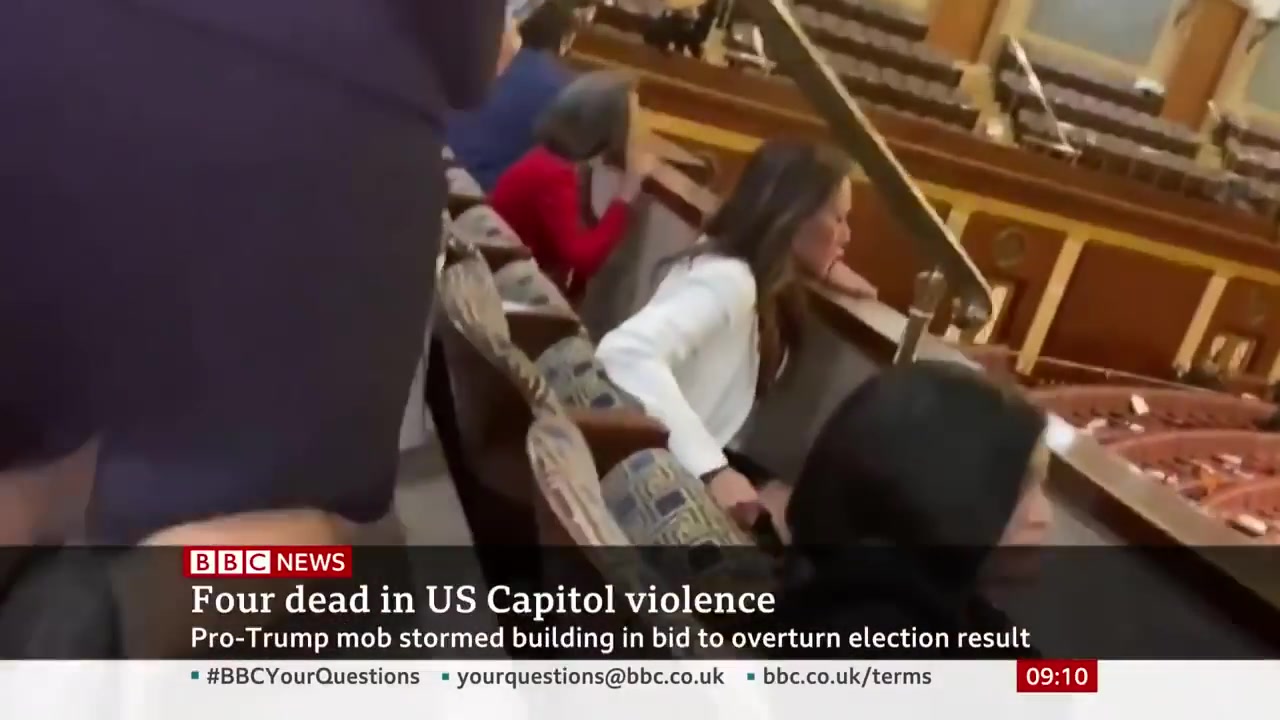 BBC NEWS
Four dead in US Capitol violence
Pro-Trump mob stormed building in bid to overturn election result
#BBCYourQuestions yourquestions@bbc.co.uk bbc.co.uk/terms 09:10